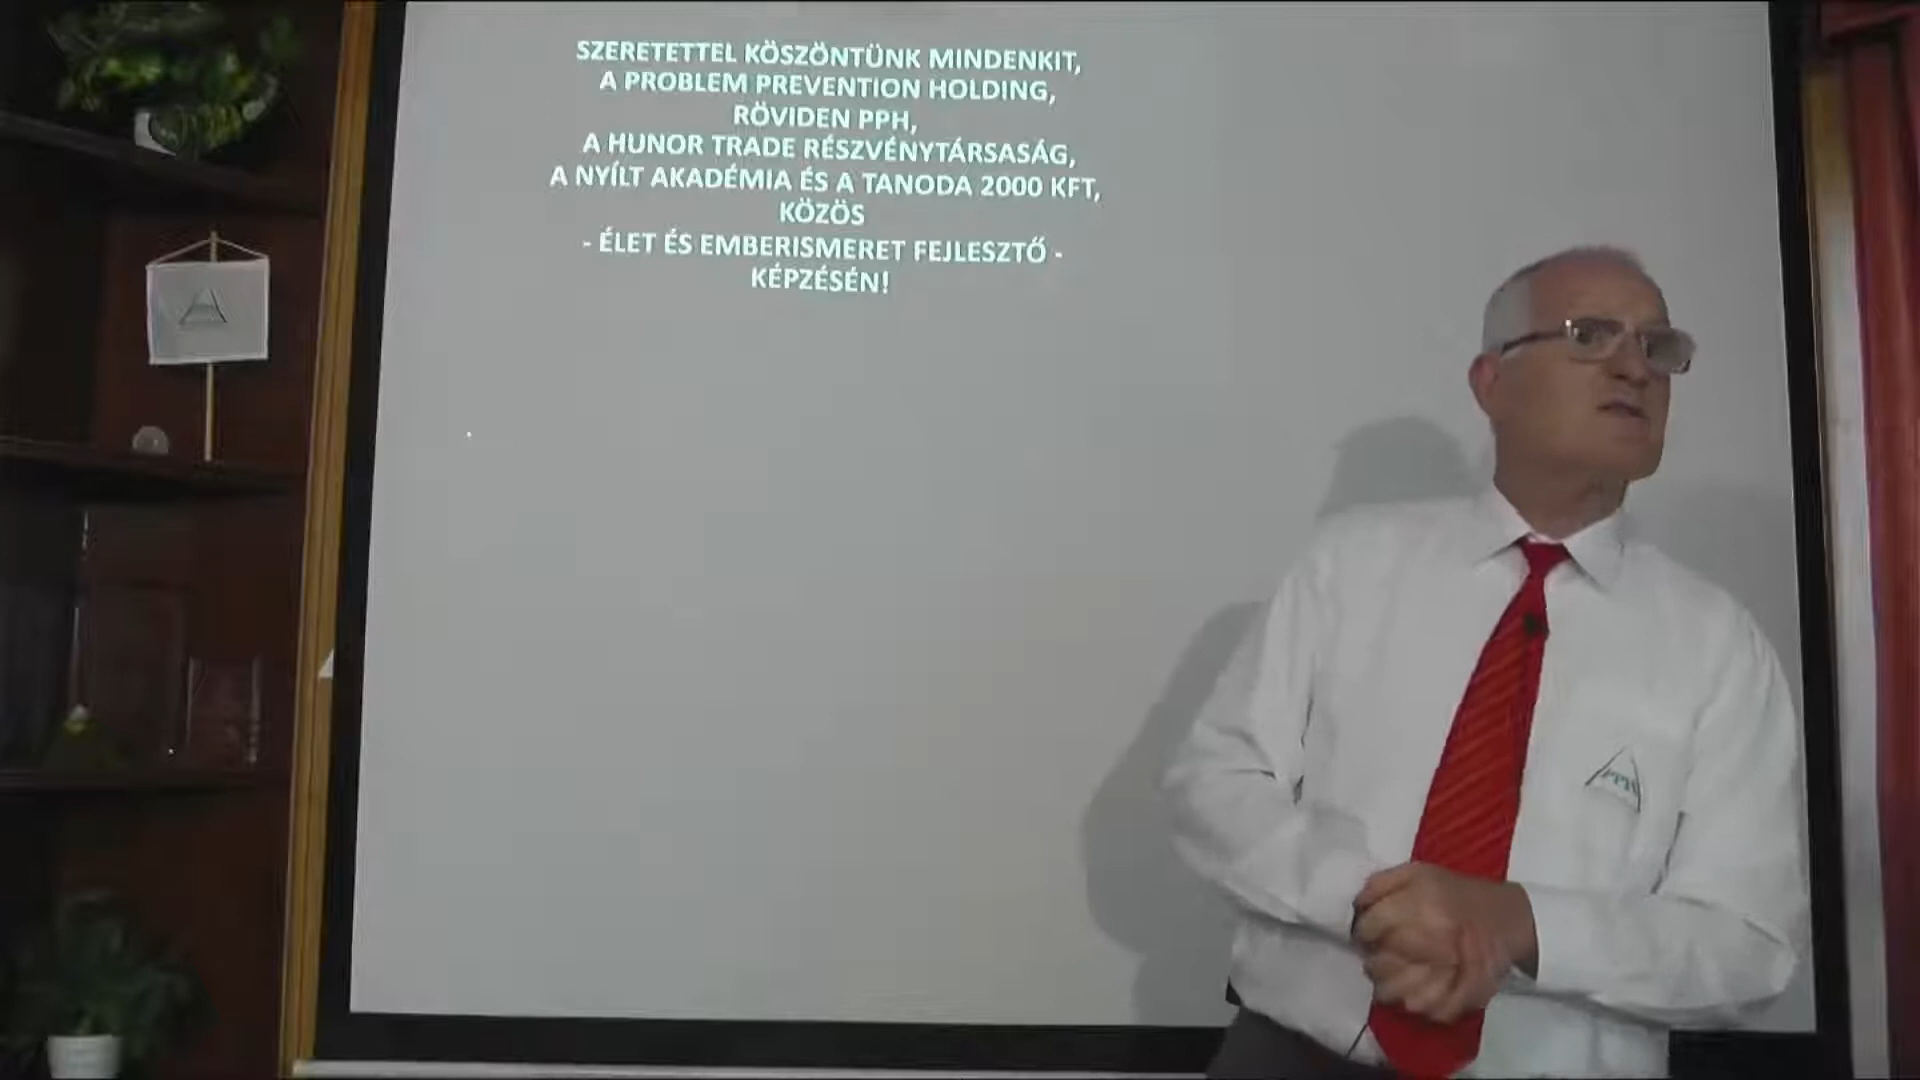 SZERETETTEL KÖSZÖNTÜNK MINDENKIT,
A PROBLEM PREVENTION HOLDING,
RÖVIDEN PPH,
A HUNOR TRADE RÉSZVÉNYTÁRSASÁG,
A NYÍLT AKADÉMIA ÉS A TANODA 2000 KFT,
KÖZÖS
- ÉLET ÉS EMBERISMERET FEJLESZTŐ -
KÉPZÉSÉN!
PPH